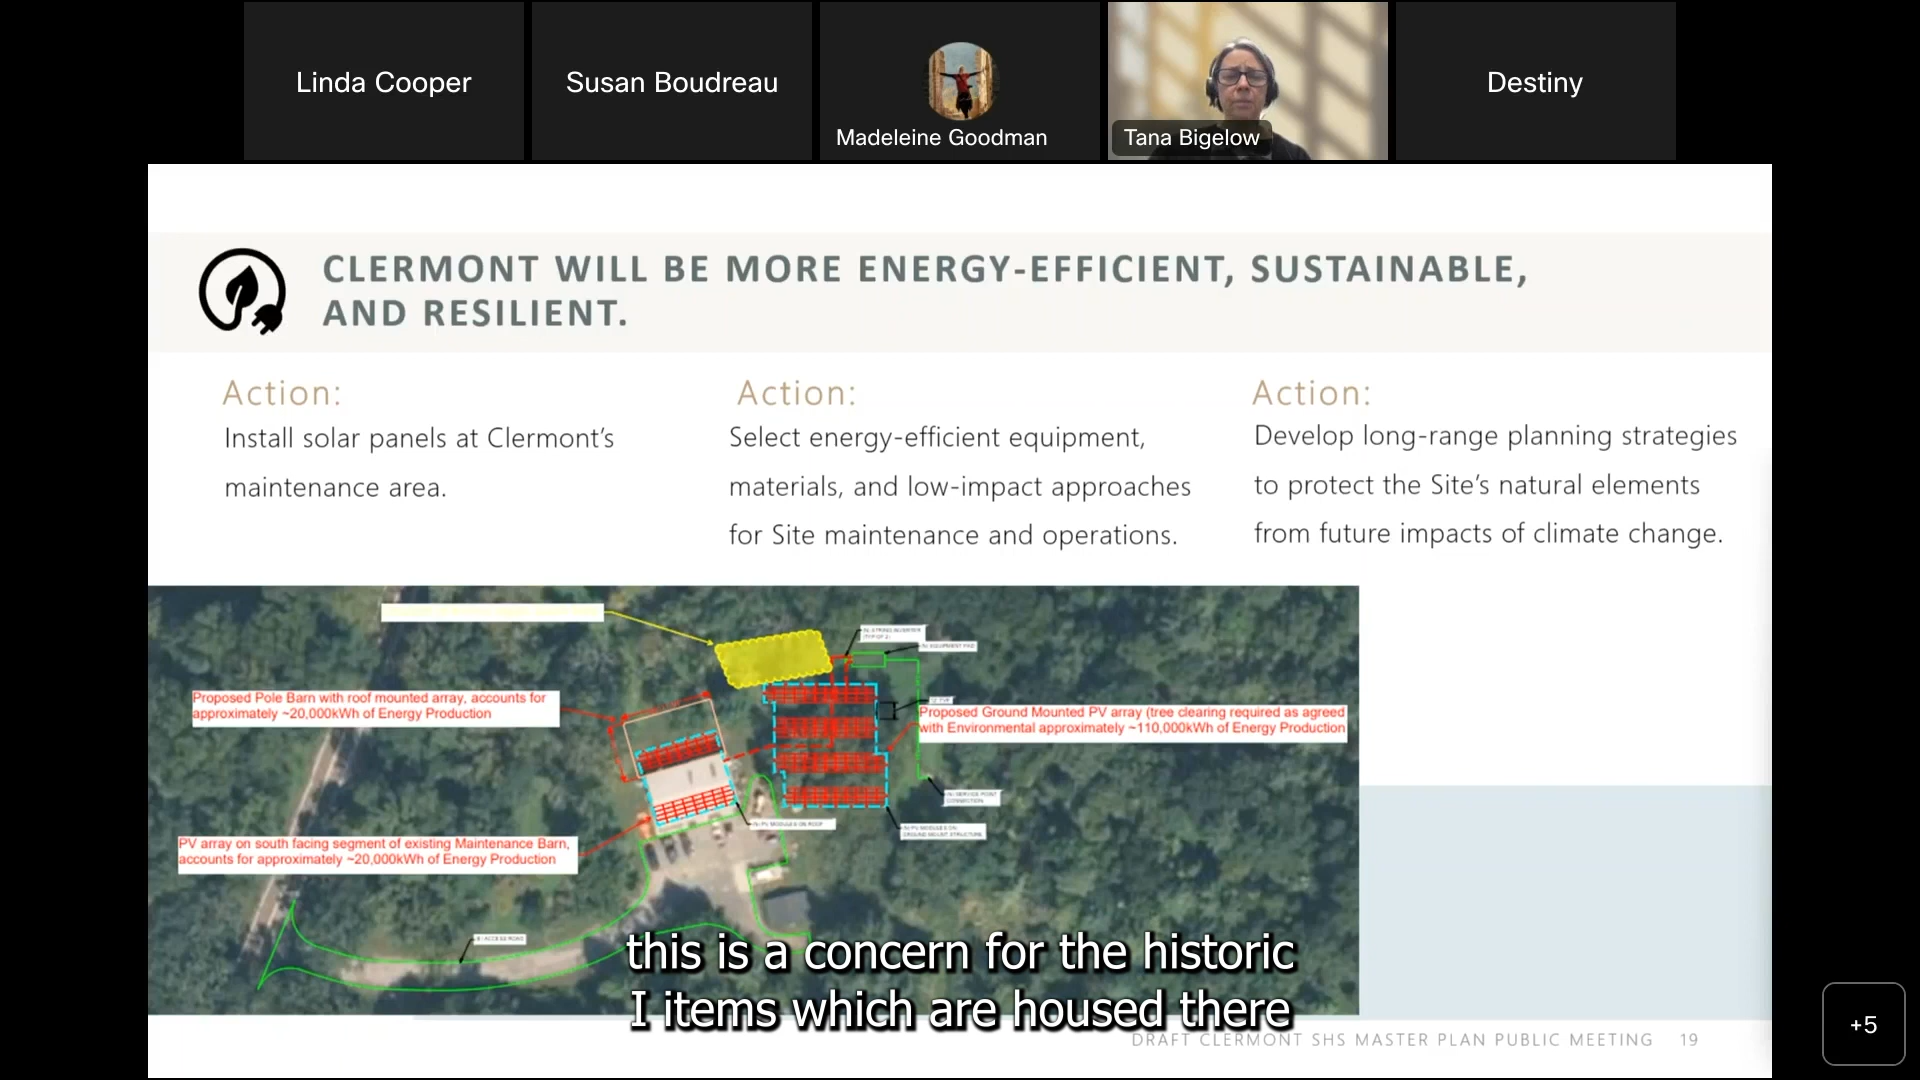 Linda Cooper
Susan Boudreau
Madeleine Goodman
Tana Bigelow
Destiny
CLERMONT WILL BE MORE ENERGY-EFFICIENT, SUSTAINABLE,
AND RESILIENT.
Action:
Install solar panels at Clermont’s
maintenance area.
Action:
Select energy-efficient equipment,
materials, and low-impact approaches
for Site maintenance and operations.
Action:
Develop long-range planning strategies
to protect the Site’s natural elements
from future impacts of climate change.
Proposed Pole Barn with roof mounted array, accounts for
approximately ~20,000kWh of Energy Production
Proposed Ground Mounted PV array (tree clearing required as agreed
with Environmental approximately ~110,000kWh of Energy Production
PV array on south facing segment of existing Maintenance Barn,
accounts for approximately ~20,000kWh of Energy Production
this is a concern for the historic
I items which are housed there
DRAFT CLERMONT SHS MASTER PLAN PUBLIC MEETING 19
+5